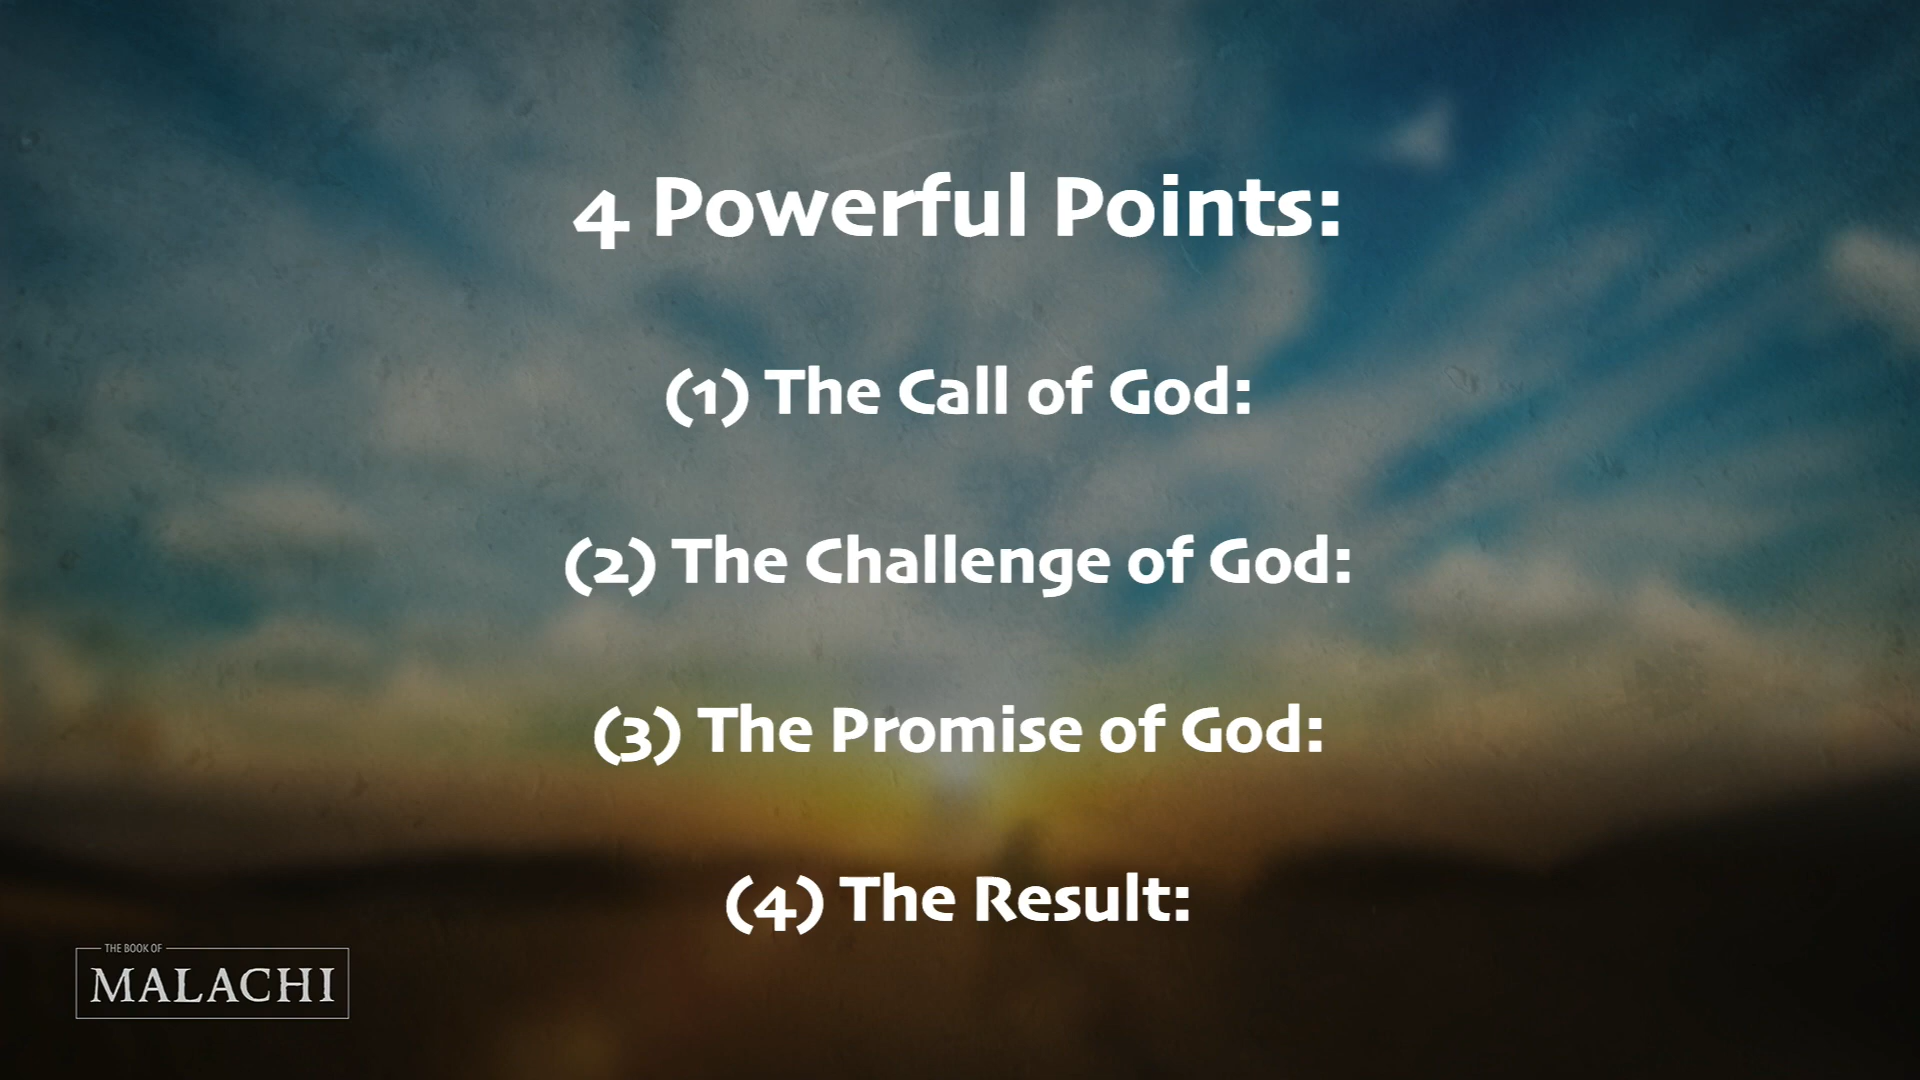 4 Powerful Points:
(1) The Call of God:
(2) The Challenge of God:
(3) The Promise of God:
(4) The Result:
THE BOOK OF
MALACHI